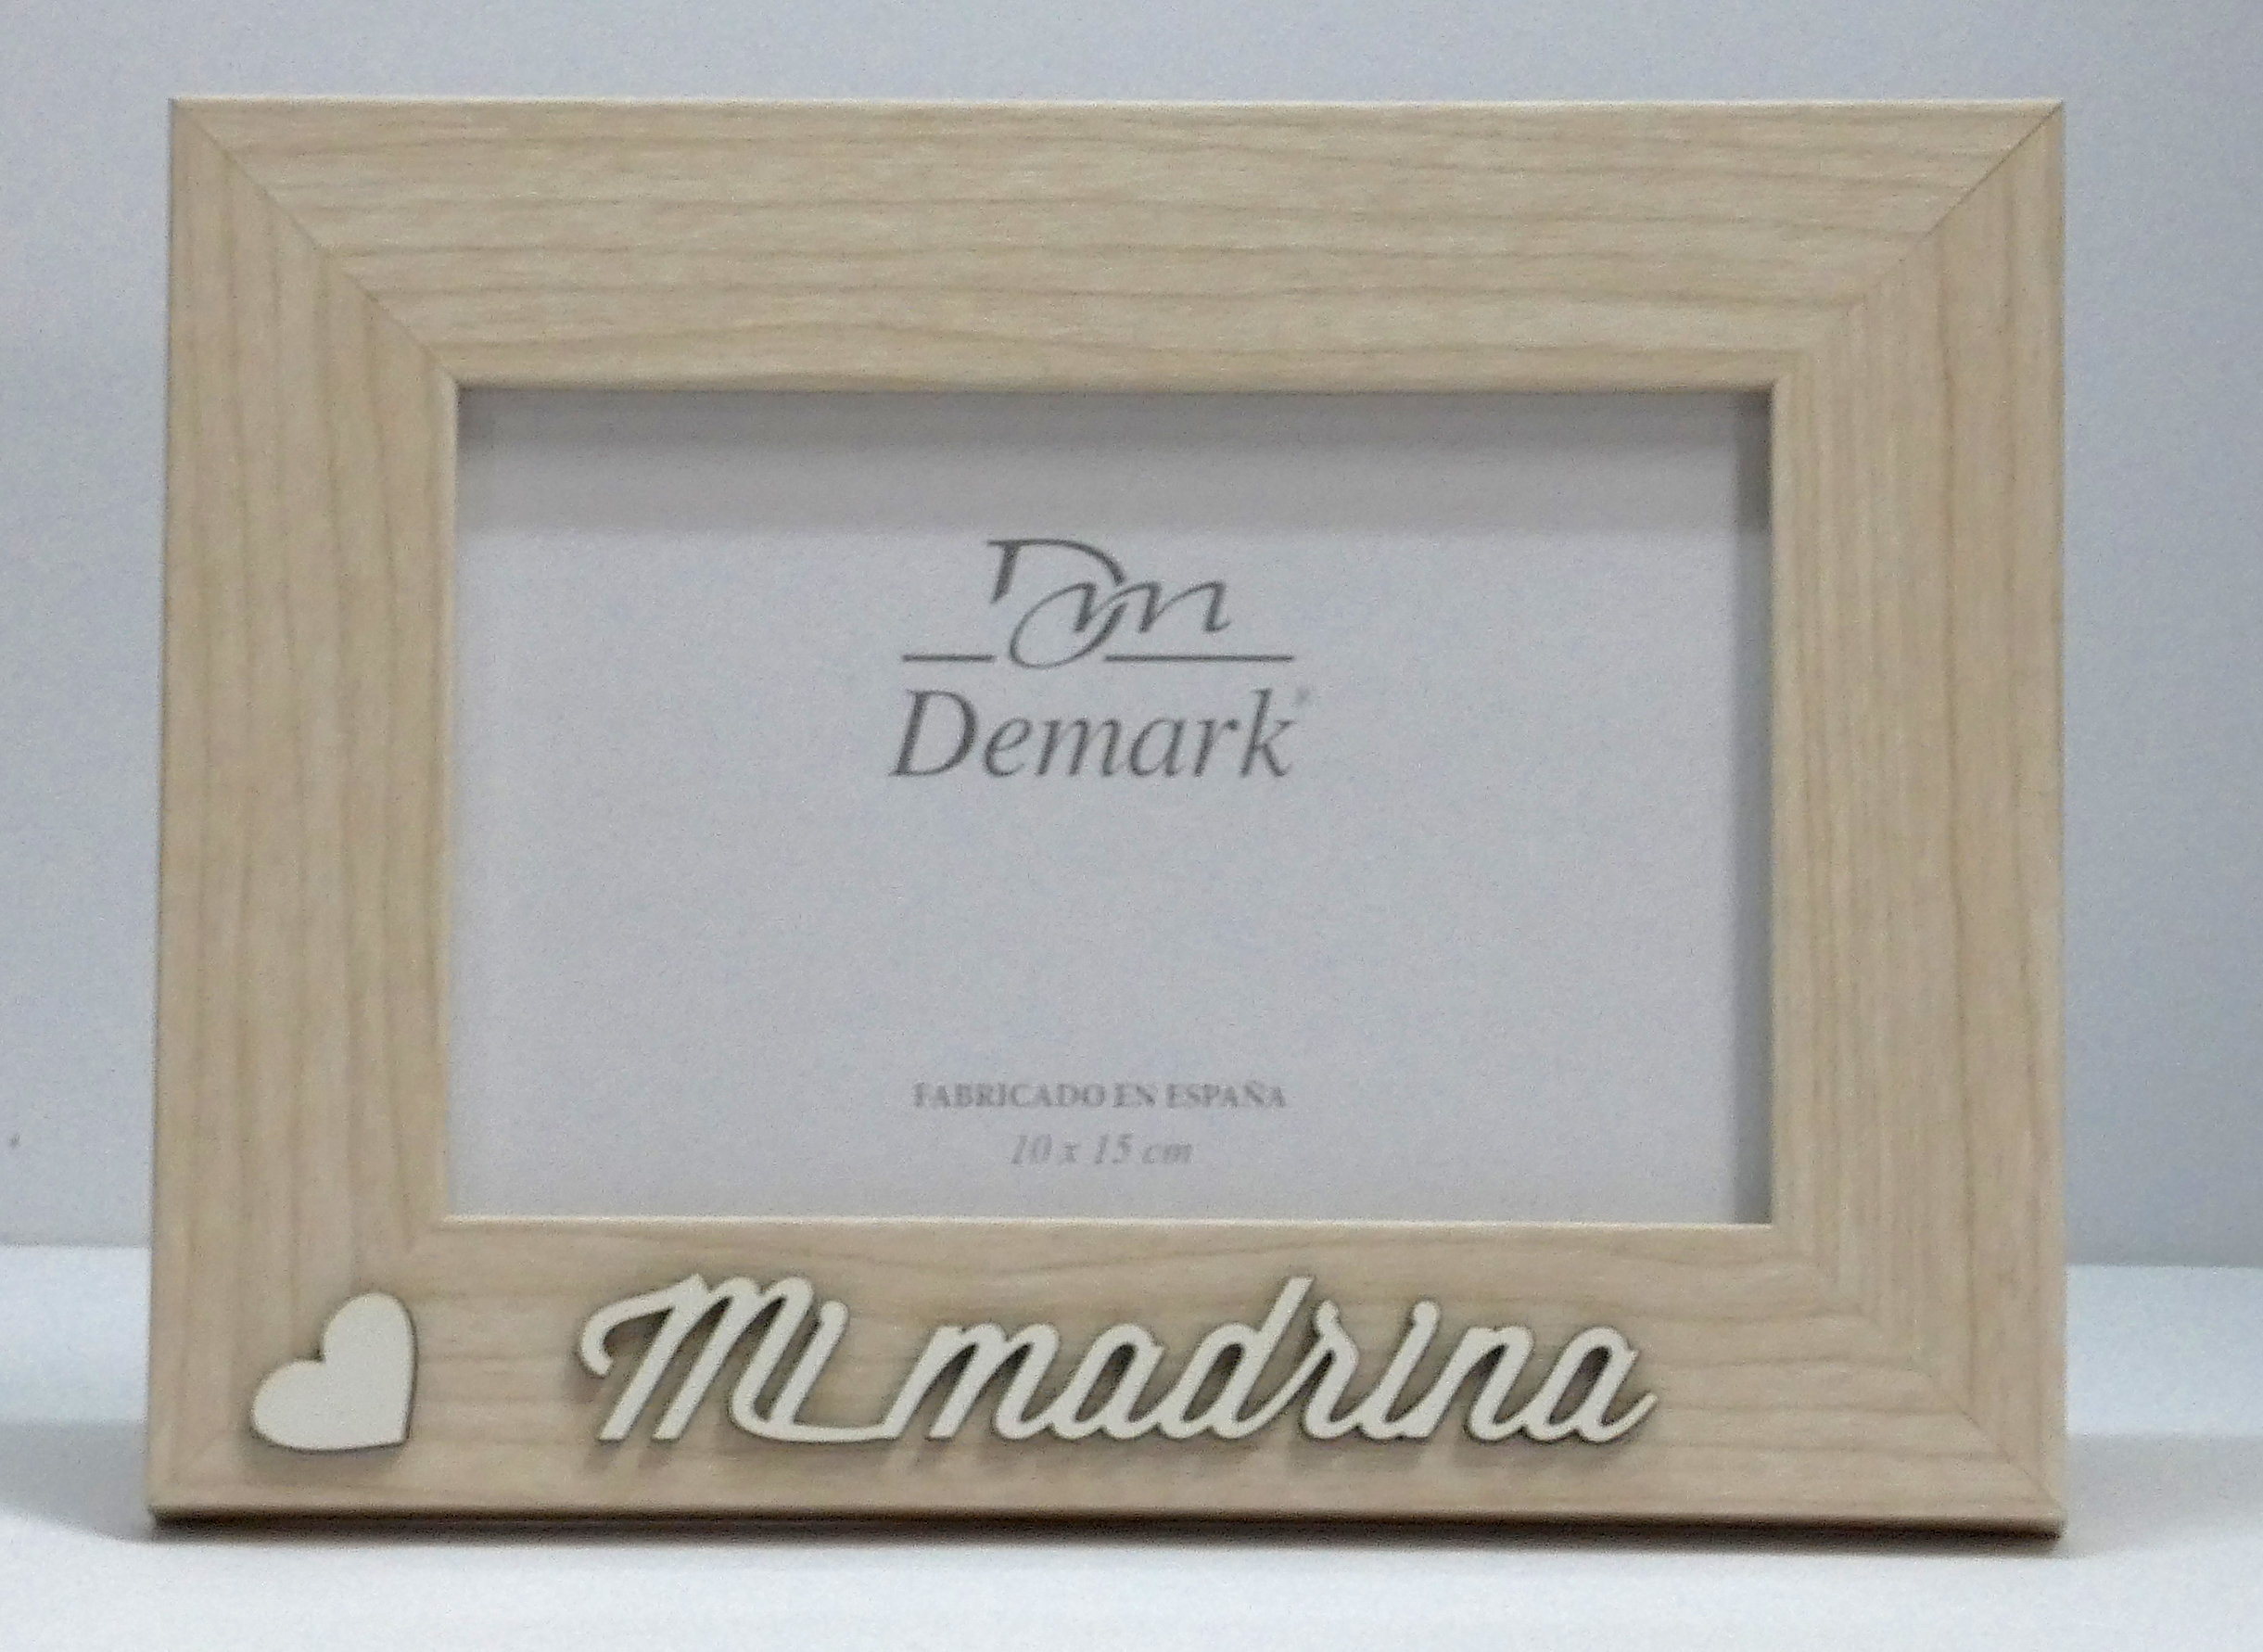 Dm
Demark®
FABRICADO EN ESPAÑA
10 x 15 cm
Mi madrina